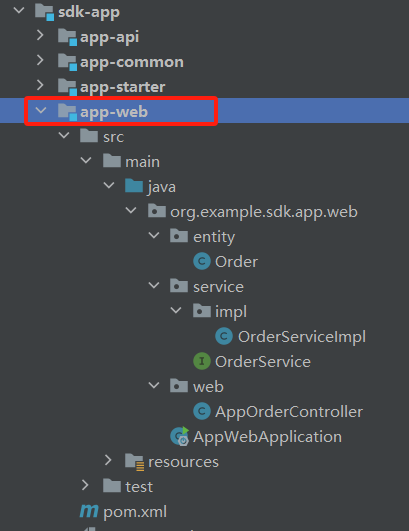 sdk-app
app-api
app-common
app-starter
app-web
src
main
java
org.example.sdk.app.web
entity
Order
service
impl
OrderServiceImpl
OrderService
web
AppOrderController
AppWebApplication
resources
test
pom.xml